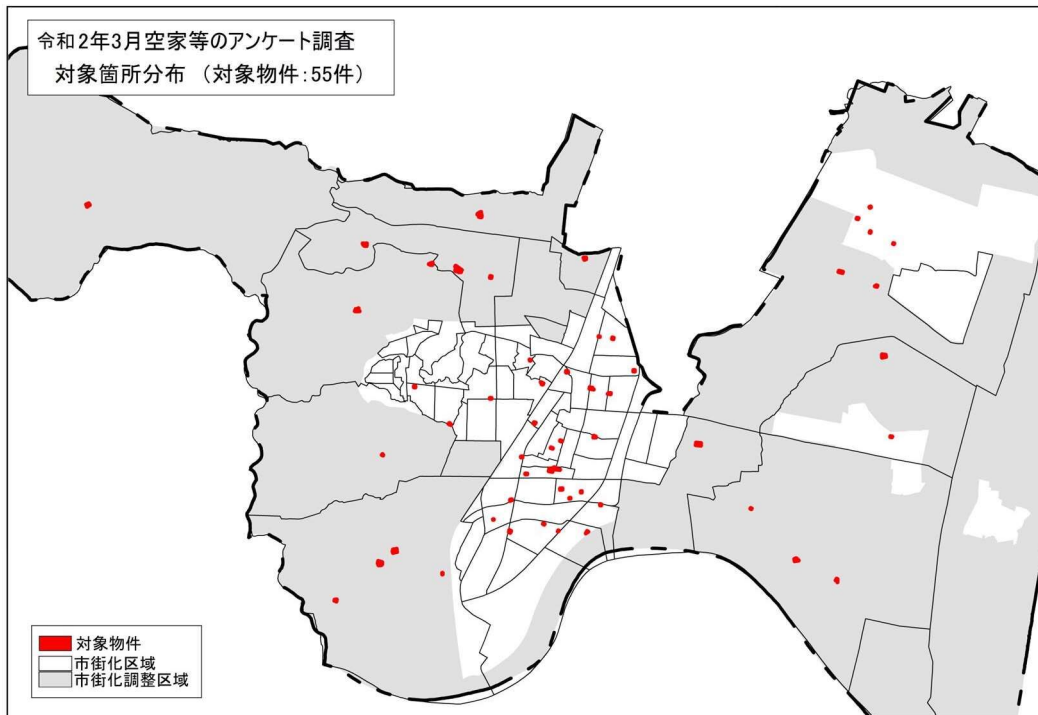 令和2年3月空家等のアンケート調査
対象箇所分布 (対象物件:55件)
対象物件
市街化区域
市街化調整区域